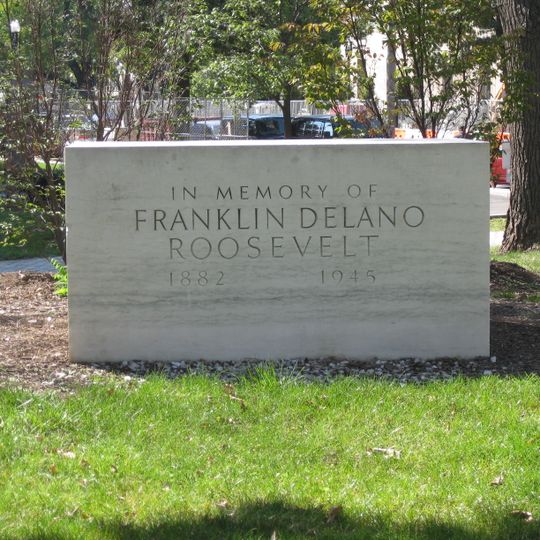 IN MEMORY OF
FRANKLIN DELANO
ROOSEVELT
1882 1945